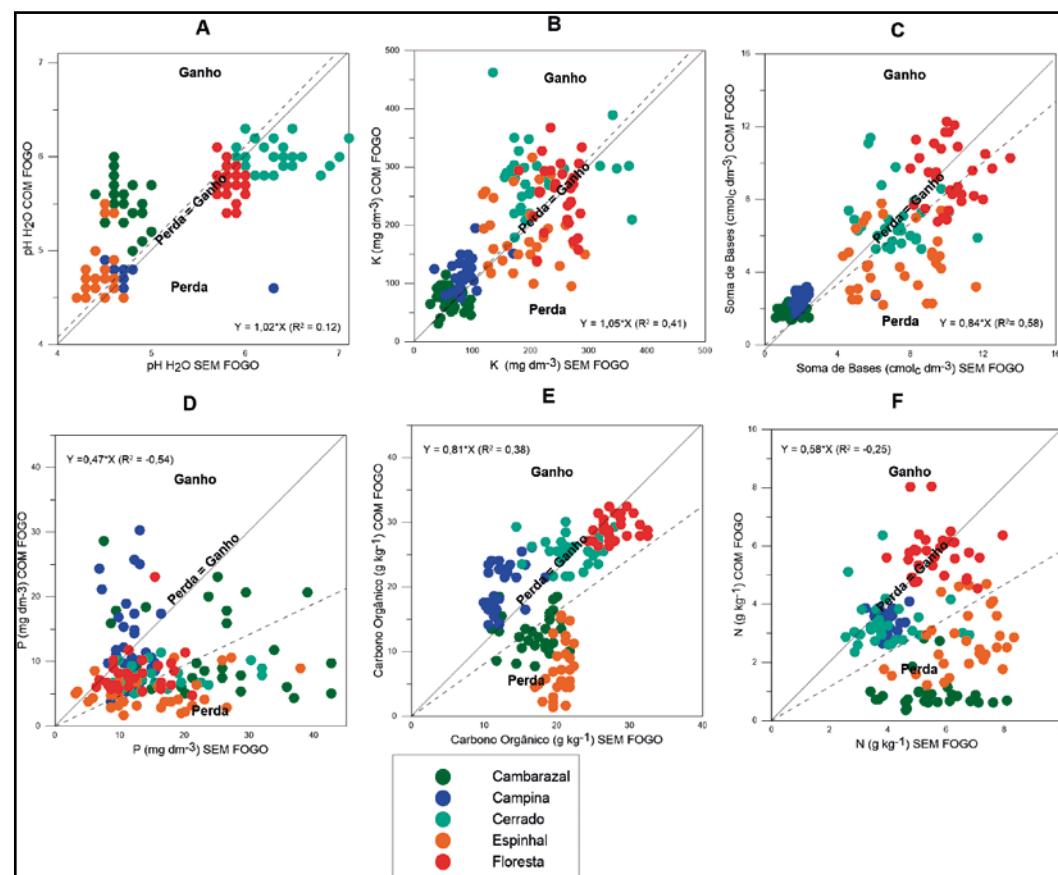 A
pH H2O COM FOGO
7
6
5
4
Ganho
Perda = Ganho
Perda
Y = 1,02*X (R² = 0.12)
4
5
6
7
pH H2O SEM FOGO
B
K (mg dm-³) COM FOGO
500
400
300
200
100
0
Ganho
Perda = Ganho
Perda
Y = 1,05*X (R² = 0,41)
0
100
200
300
400
500
K (mg dm-³) SEM FOGO
C
Soma de Bases (cmolc dm-³) COM FOGO
16
12
8
4
0
Ganho
Perda = Ganho
Perda
Y = 0,84*X (R²= 0,58)
0
4
8
12
16
Soma de Bases (cmolc dm-³) SEM FOGO
D
P (mg dm-3) COM FOGO
40
30
20
10
0
Y =0,47*X (R² = -0,54)
Ganho
Perda = Ganho
Perda
0
10
20
30
40
P (mg dm-³) SEM FOGO
E
Carbono Orgânico (g kg-¹) COM FOGO
40
30
20
10
0
Y = 0,81*X (R² = 0,38)
Ganho
Perda = Ganho
Perda
0
10
20
30
40
Carbono Orgânico (g kg-¹) SEM FOGO
F
N (g kg-¹) COM FOGO
8
6
4
2
0
Y = 0,58*X (R² = -0,25)
Ganho
Perda = Ganho
Perda
0
2
4
6
8
N (g kg-¹) SEM FOGO
Cambarazal
Campina
Cerrado
Espinhal
Floresta